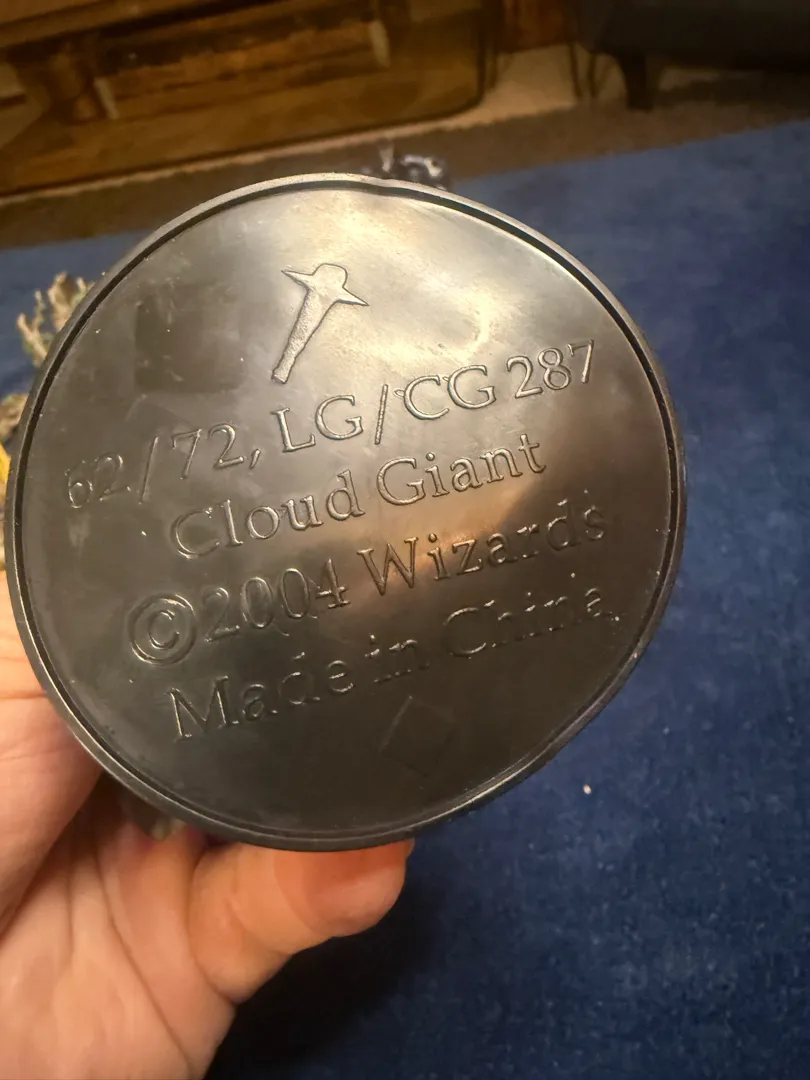 62/72, LG/CG 287
Cloud Giant
©2004 Wizards
Made in China